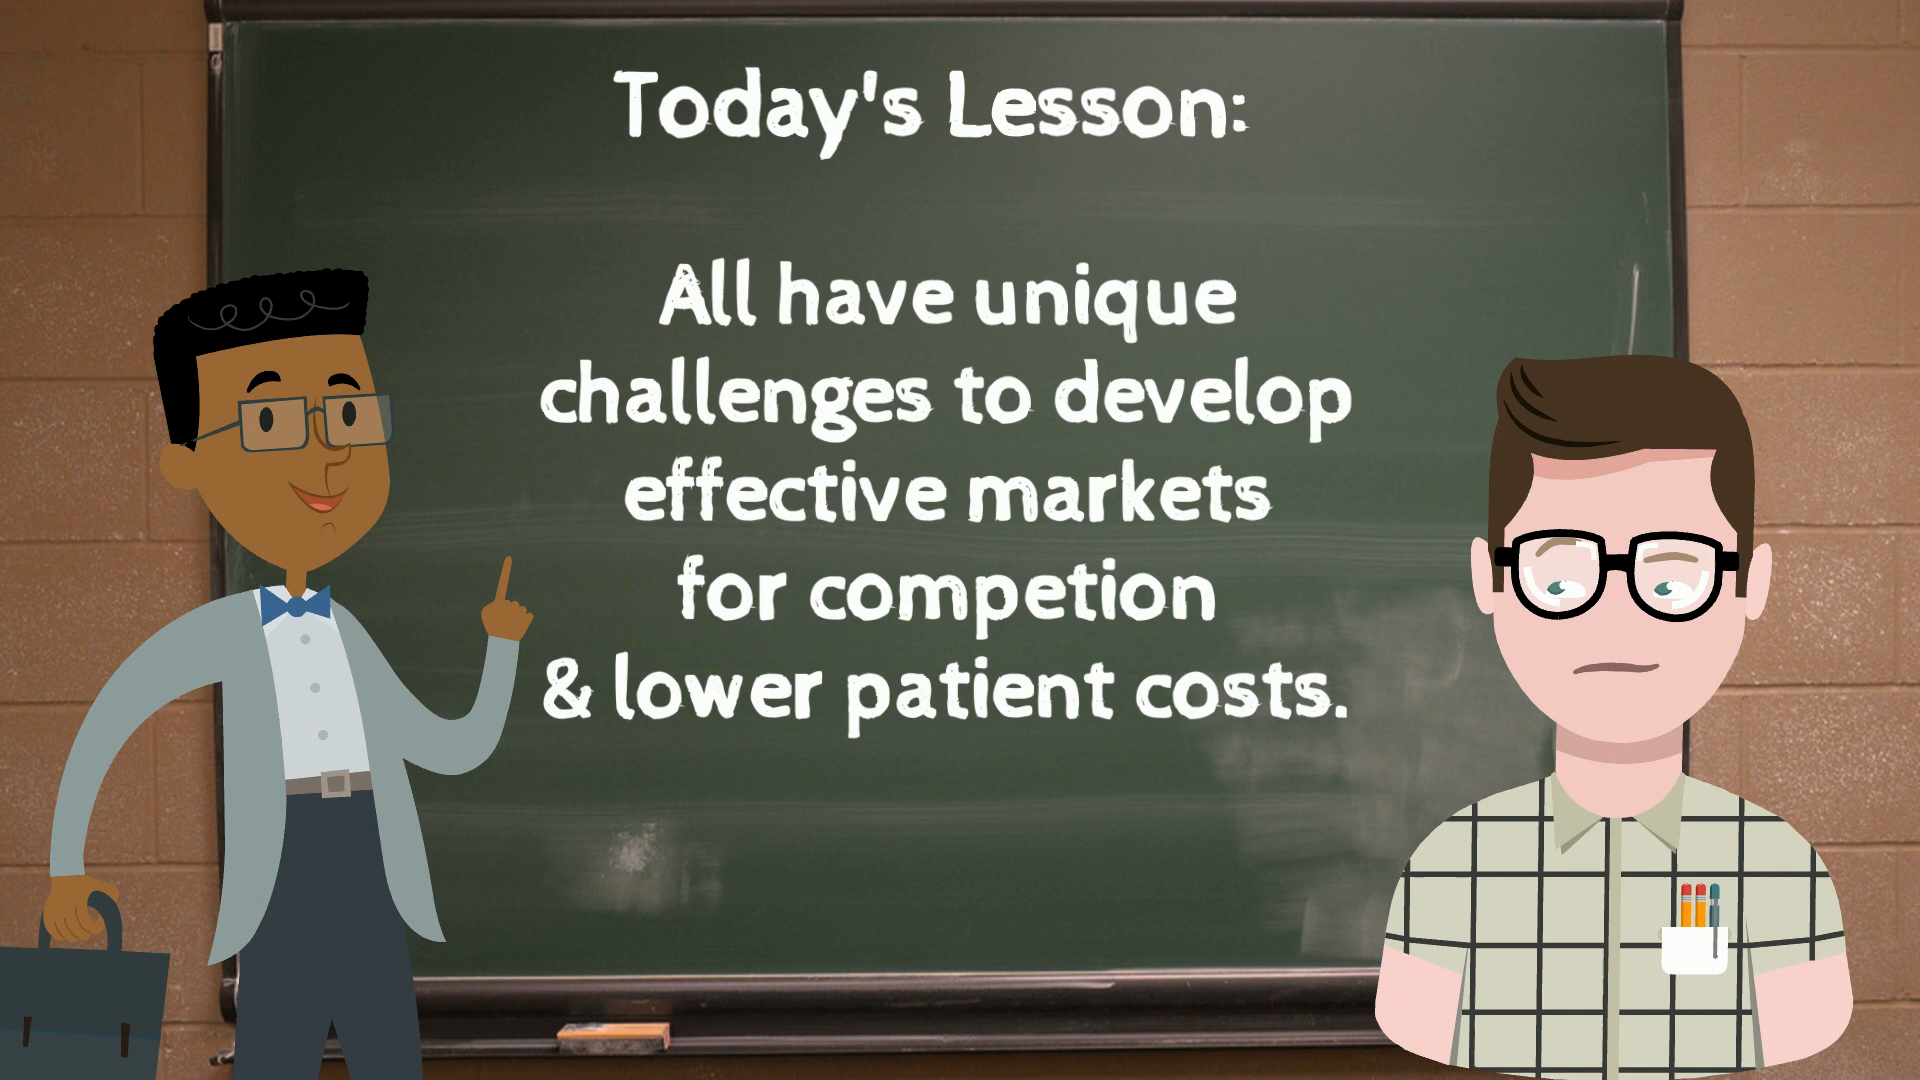 Today's Lesson:
All have unique
challenges to develop
effective markets
for competion
& lower patient costs.